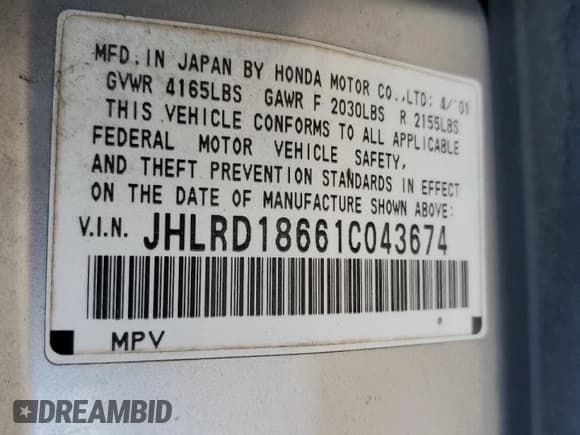 MFD. IN JAPAN BY HONDA MOTOR CO., LTD; 4/'01
GVWR 4165LBS GAWR F 2030LBS R 2155LBS
THIS VEHICLE CONFORMS TO ALL APPLICABLE
FEDERAL MOTOR VEHICLE SAFETY,
AND THEFT PREVENTION STANDARDS IN EFFECT
ON THE DATE OF MANUFACTURE SHOWN ABOVE:
V.I.N. JHLRD18661C043674
MPV
DREAMBID